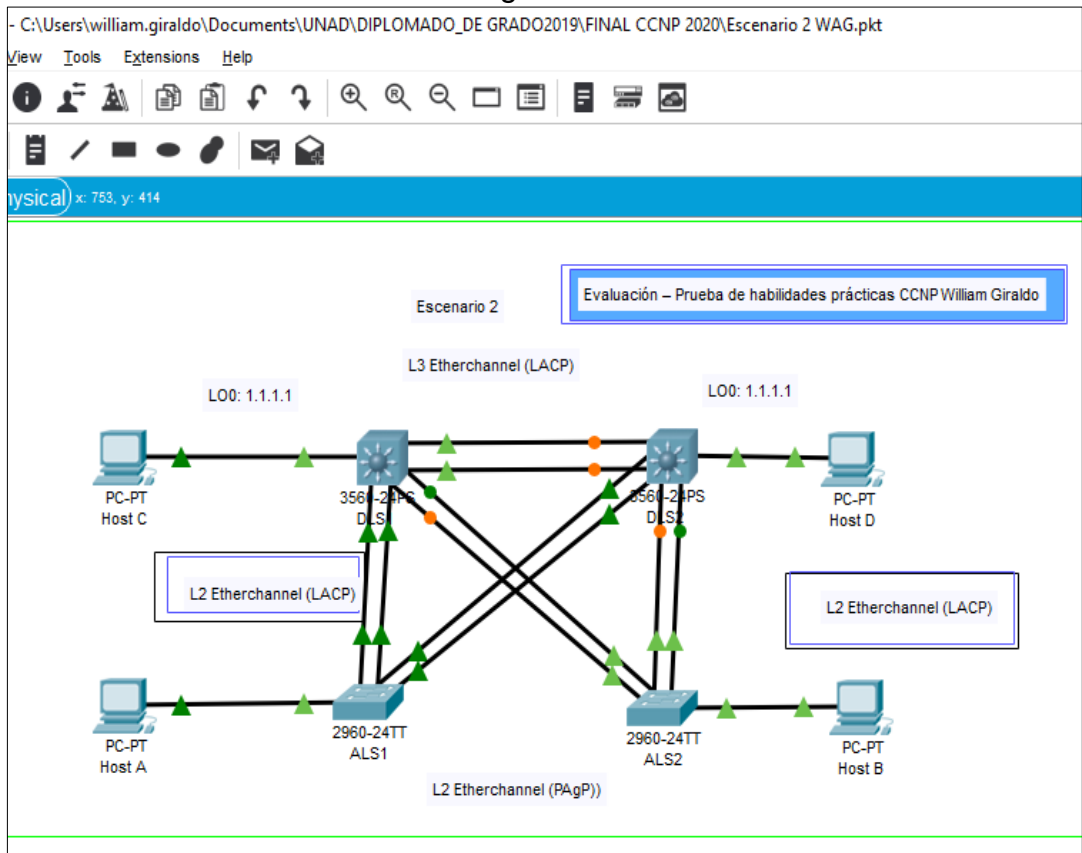 - C:\Users\william.giraldo\Documents\UNAD\DIPLOMADO_DE GRADO2019\FINAL CCNP 2020\Escenario 2 WAG.pkt
View Tools Extensions Help
hysical x: 753, y: 414
Evaluación – Prueba de habilidades prácticas CCNP William Giraldo
Escenario 2
L3 Etherchannel (LACP)
LO0: 1.1.1.1
LO0: 1.1.1.1
PC-PT
Host C
3560-24PS
DLS1
3560-24PS
DLS2
PC-PT
Host D
L2 Etherchannel (LACP)
L2 Etherchannel (LACP)
PC-PT
Host A
2960-24TT
ALS1
2960-24TT
ALS2
PC-PT
Host B
L2 Etherchannel (PAgP))